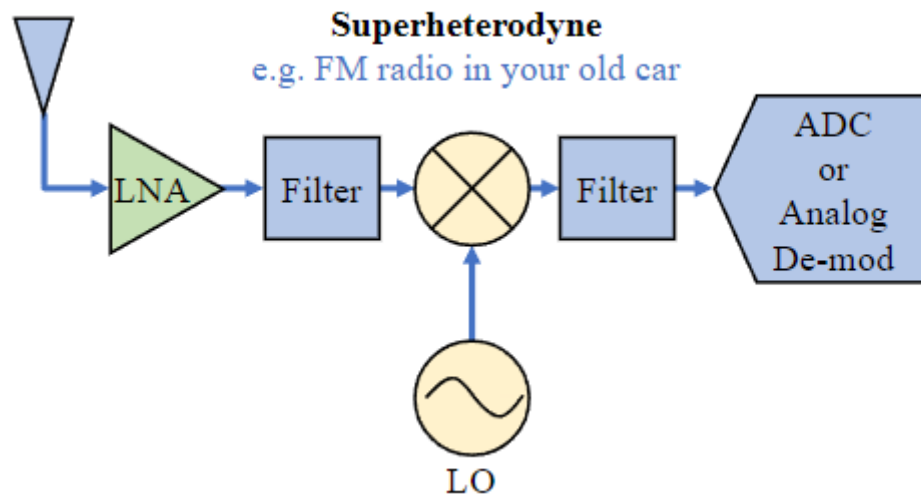 Superheterodyne
e.g. FM radio in your old car
LNA
Filter
Filter
ADC
or
Analog
De-mod
LO